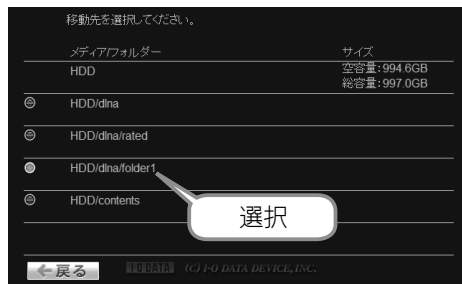 移動先を選択してください。
メディア/フォルダー サイズ
HDD 空容量:994.6GB
総容量:997.0GB
HDD/dlna
HDD/dlna/rated
HDD/dlna/folder1
HDD/contents
選択
戻る I-O DATA (C) I-O DATA DEVICE, INC.